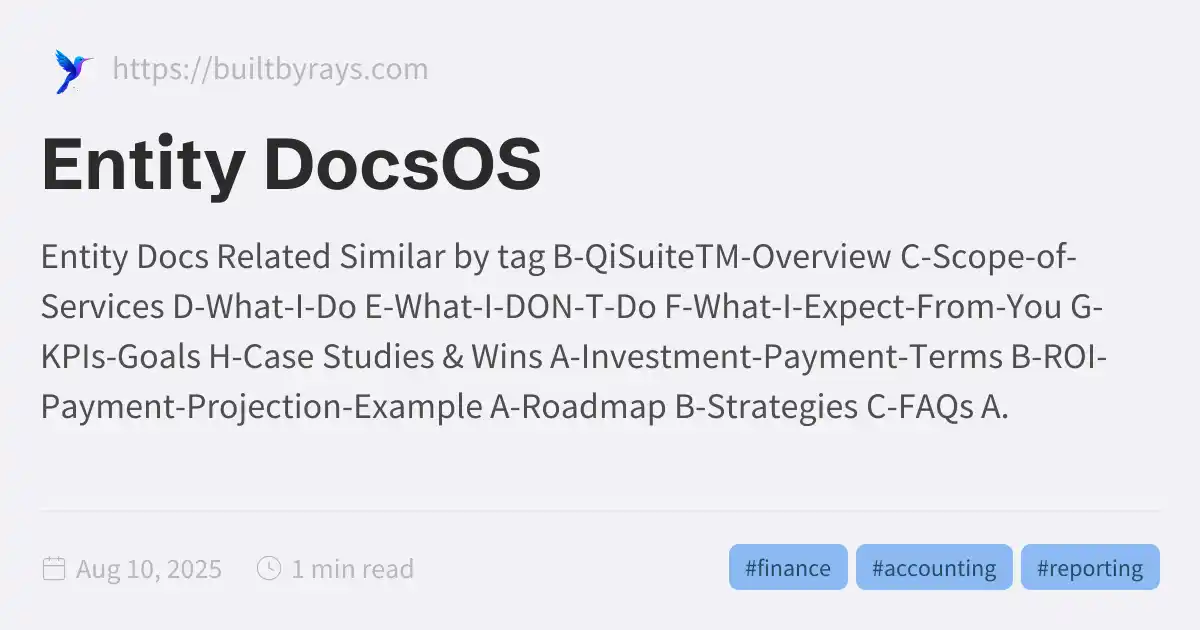 https://builtbyrays.com
Entity DocsOS
Entity Docs Related Similar by tag B-QiSuiteTM-Overview C-Scope-of-
Services D-What-I-Do E-What-I-DON-T-Do F-What-I-Expect-From-You G-
KPIs-Goals H-Case Studies & Wins A-Investment-Payment-Terms B-ROI-
Payment-Projection-Example A-Roadmap B-Strategies C-FAQs A.
Aug 10, 2025 1 min read #finance #accounting #reporting